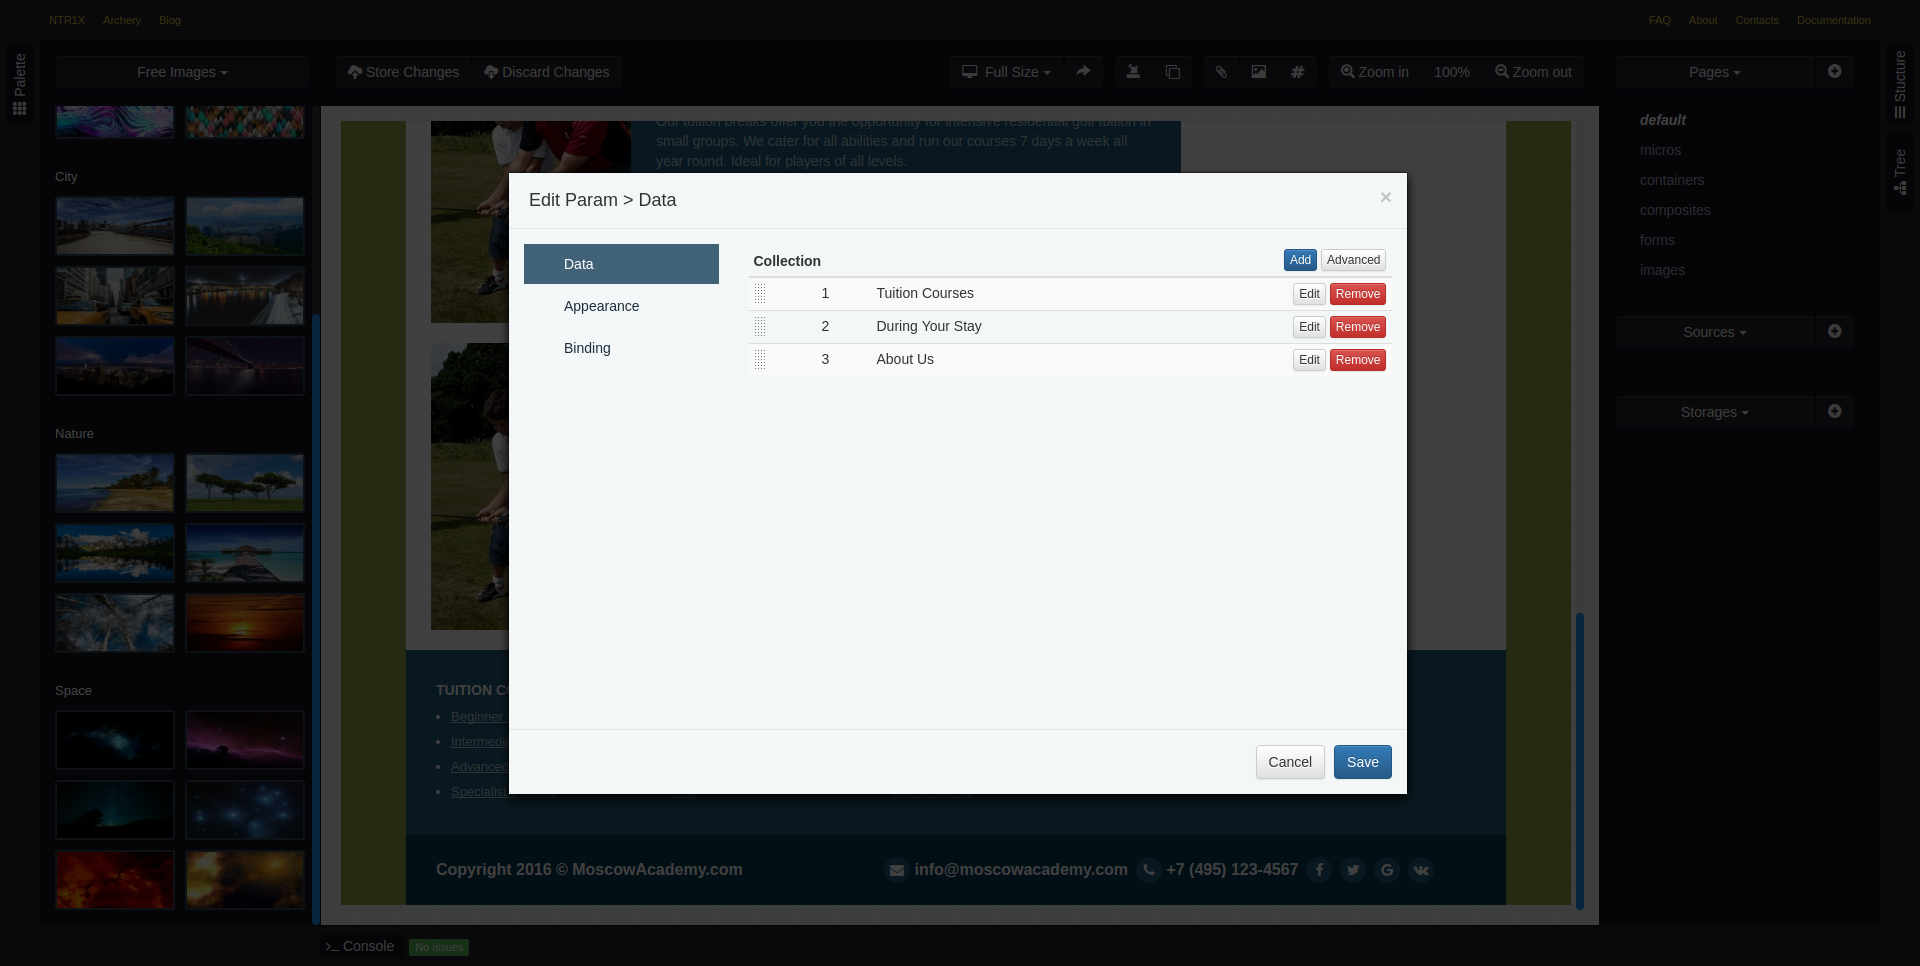 NTR1X Archery Blog
FAQ About Contacts Documentation
Palette
Free Images
Store Changes
Discard Changes
Full Size
Zoom in
100%
Zoom out
Pages
Stucture
Tree
default
micros
containers
composites
forms
images
Sources
Storages
City
Nature
Space
Our tuition breaks offer you the opportunity for intensive residential golf tuition in
small groups. We cater for all abilities and run our courses 7 days a week all
year round. Ideal for players of all levels.
Edit Param > Data
×
Data
Appearance
Binding
Collection
Add
Advanced
1 Tuition Courses Edit Remove
2 During Your Stay Edit Remove
3 About Us Edit Remove
Cancel
Save
TUITION
Beginner
Advanced
Specialist
Copyright 2016 © MoscowAcademy.com
info@moscowacademy.com
+7 (495) 123-4567
Console
No issues